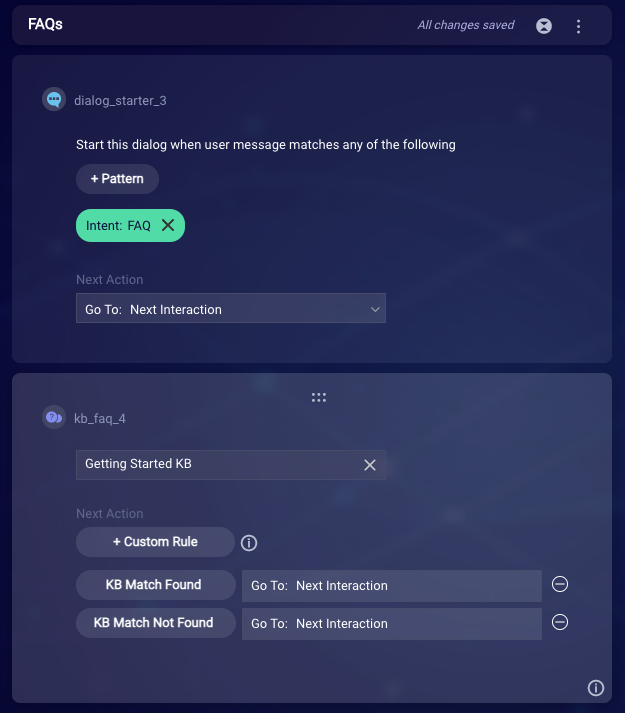 FAQs
All changes saved
dialog_starter_3
Start this dialog when user message matches any of the following
+ Pattern
Intent: FAQ
Next Action
Go To: Next Interaction
kb_faq_4
Getting Started KB
Next Action
+ Custom Rule
KB Match Found Go To: Next Interaction
KB Match Not Found Go To: Next Interaction